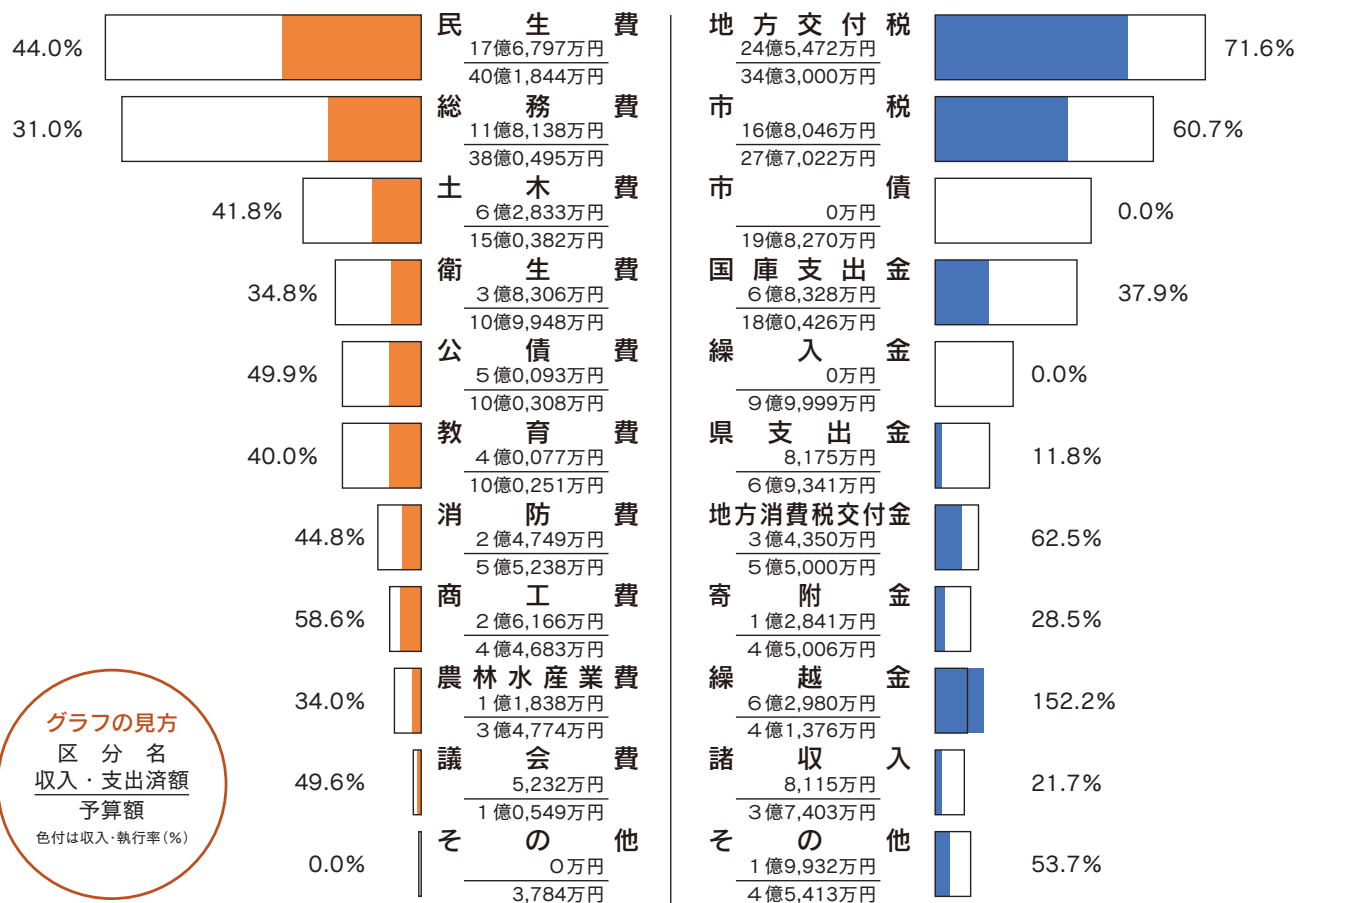 44.0%
民生費
17億6,797万円
40億1,844万円
31.0%
総務費
11億8,138万円
38億0,495万円
41.8%
土木費
6億2,833万円
15億0,382万円
34.8%
衛生費
3億8,306万円
10億9,948万円
49.9%
公債費
5億0,093万円
10億0,308万円
40.0%
教育費
4億0,077万円
10億0,251万円
44.8%
消防費
2億4,749万円
5億5,238万円
58.6%
商工費
2億6,166万円
4億4,683万円
34.0%
農林水産業費
1億1,838万円
3億4,774万円
49.6%
議会費
5,232万円
1億0,549万円
0.0%
その他
0万円
3,784万円
地方交付税
24億5,472万円
34億3,000万円
71.6%
市税
16億8,046万円
27億7,022万円
60.7%
市債
0万円
19億8,270万円
0.0%
国庫支出金
6億8,328万円
18億0,426万円
37.9%
繰入金
0万円
9億9,999万円
0.0%
県支出金
8,175万円
6億9,341万円
11.8%
地方消費税交付金
3億4,350万円
5億5,000万円
62.5%
寄附金
1億2,841万円
4億5,006万円
28.5%
繰越金
6億2,980万円
4億1,376万円
152.2%
諸収入
8,115万円
3億7,403万円
21.7%
その他
1億9,932万円
4億5,413万円
53.7%
グラフの見方
区分名
収入・支出済額
予算額
色付は収入・執行率(%)